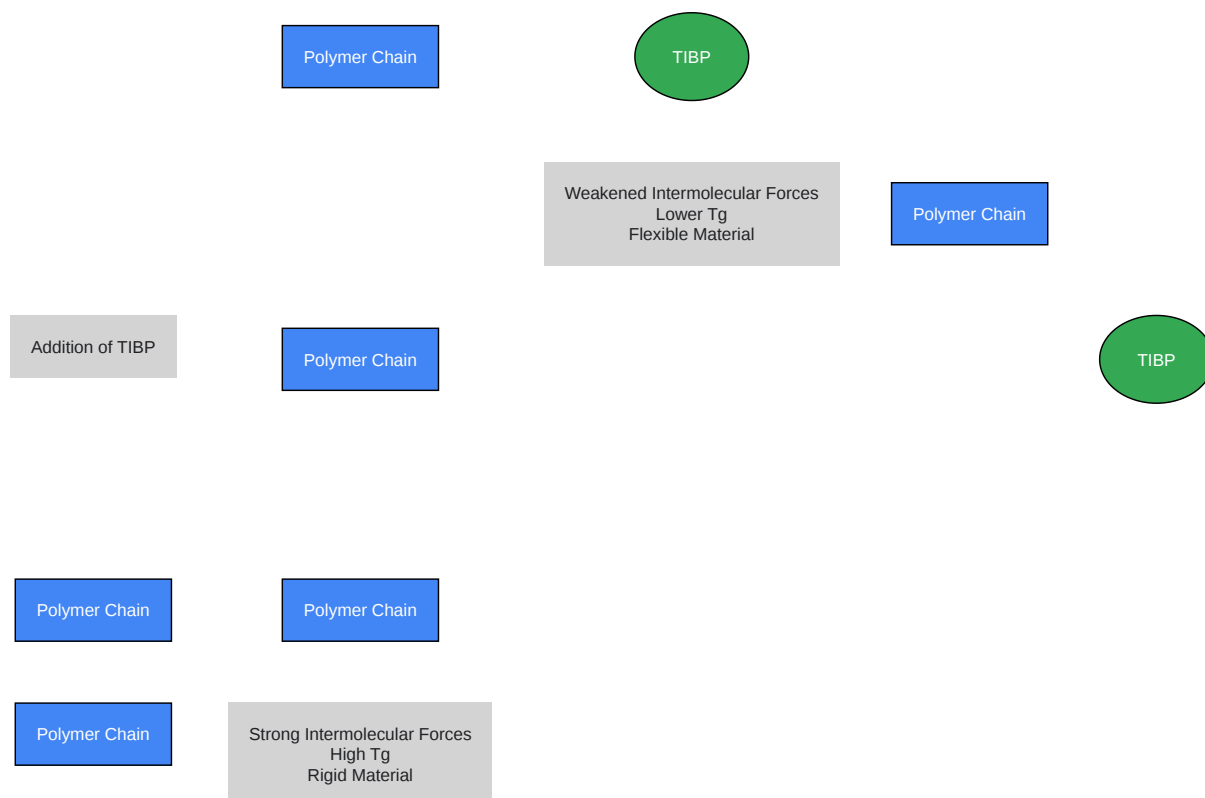 Polymer Chain
TIBP
Weakened Intermolecular Forces
Lower Tg
Flexible Material
Polymer Chain
Addition of TIBP
Polymer Chain
TIBP
Polymer Chain
Polymer Chain
Polymer Chain
Strong Intermolecular Forces
High Tg
Rigid Material